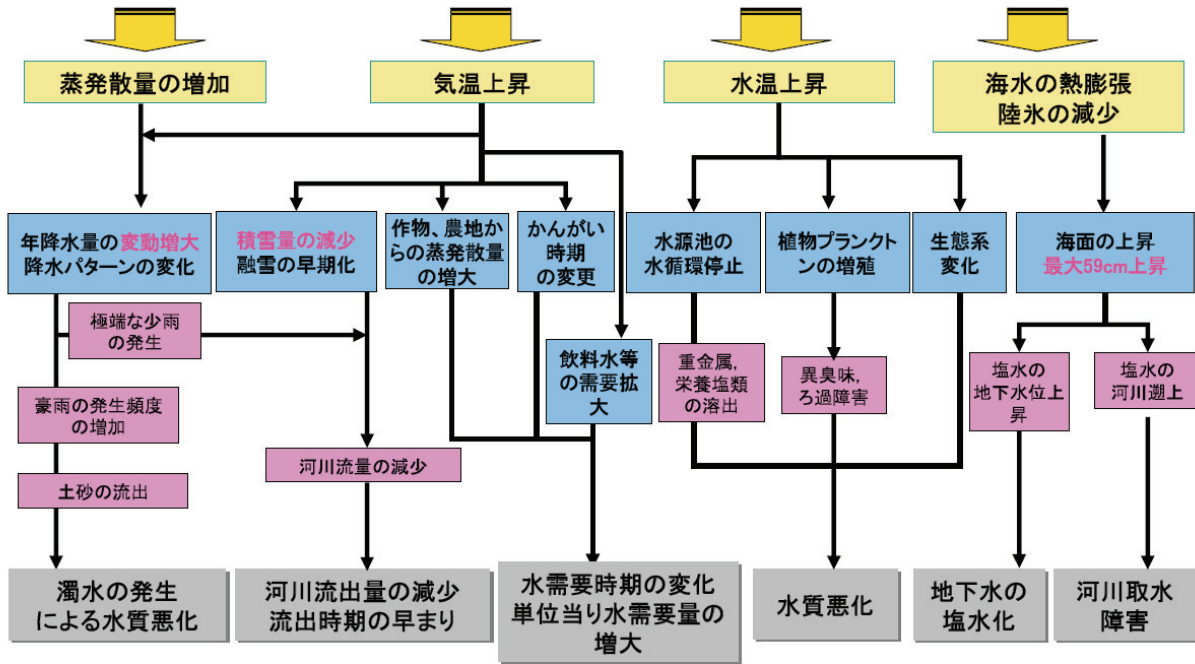 蒸発散量の増加
気温上昇
水温上昇
海水の熱膨張
陸氷の減少
年降水量の変動増大
降水パターンの変化
積雪量の減少
融雪の早期化
作物、農地か
らの蒸発散量
の増大
かんがい
時期
の変更
水源池の
水循環停止
植物プランクト
ンの増殖
生態系
変化
海面の上昇
最大59cm上昇
極端な少雨
の発生
飲料水等
の需要拡
大
重金属,
栄養塩類
の溶出
異臭味,
ろ過障害
塩水の
地下水位上
昇
塩水の
河川遡上
豪雨の発生頻度
の増加
河川流量の減少
土砂の流出
濁水の発生
による水質悪化
河川流出量の減少
流出時期の早まり
水需要時期の変化
単位当り水需要量の
増大
水質悪化
地下水の
塩水化
河川取水
障害